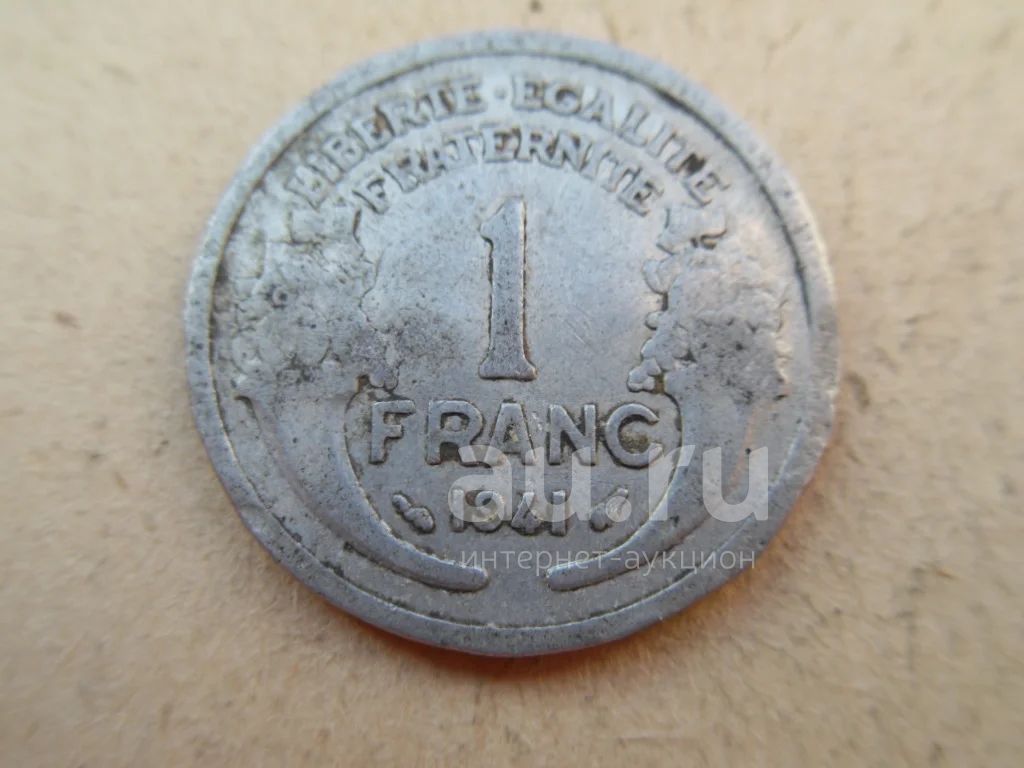 LIBERTE · EGALITE
FRATERNITE
1
FRANC
1941
au.ru
интернет-аукцион